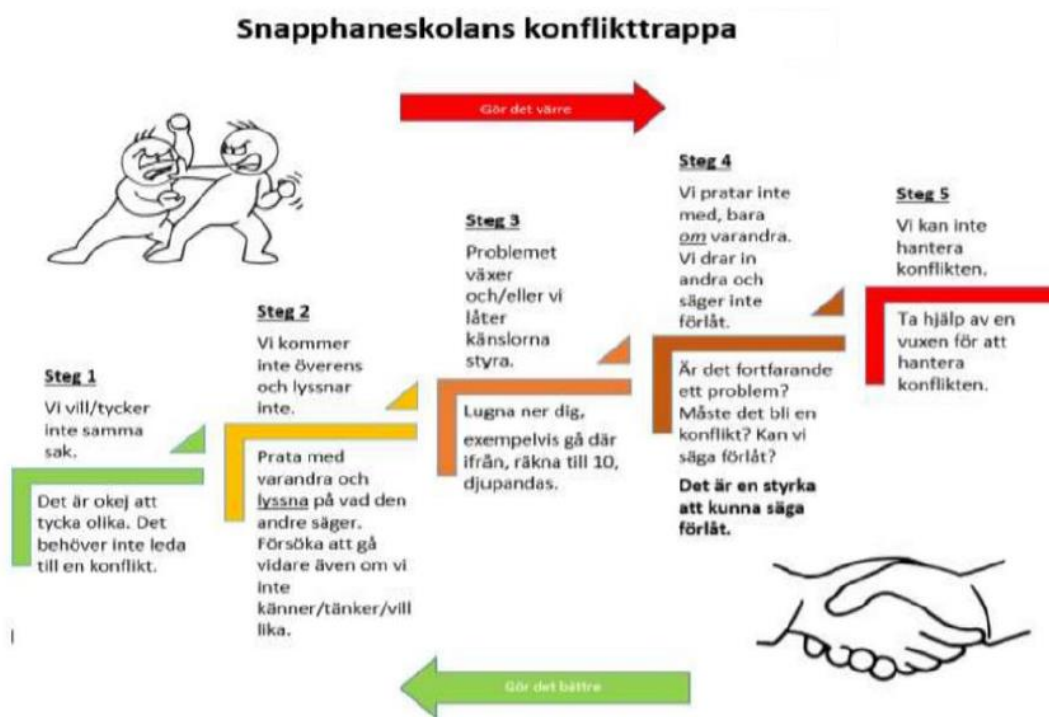 Snapphaneskolans konflikttrappa
Gör det värre
Steg 1
Vi vill/tycker
inte samma
sak.
Det är okej att
tycka olika. Det
behöver inte leda
till en konflikt.
Steg 2
Vi kommer
inte överens
och lyssnar
inte.
Prata med
varandra och
lyssna på vad den
andre säger.
Försöka att gå
vidare även om vi
inte
känner/tänker/vill
lika.
Steg 3
Problemet
växer
och/eller vi
låter
känslorna
styra.
Lugna ner dig,
exempelvis gå där
ifrån, räkna till 10,
djupandas.
Steg 4
Vi pratar inte
med, bara
om varandra.
Vi drar in
andra och
säger inte
förlåt.
Är det fortfarande
ett problem?
Måste det bli en
konflikt? Kan vi
säga förlåt?
Det är en styrka
att kunna säga
förlåt.
Steg 5
Vi kan inte
hantera
konflikten.
Ta hjälp av en
vuxen för att
hantera
konflikten.
Gör det bättre